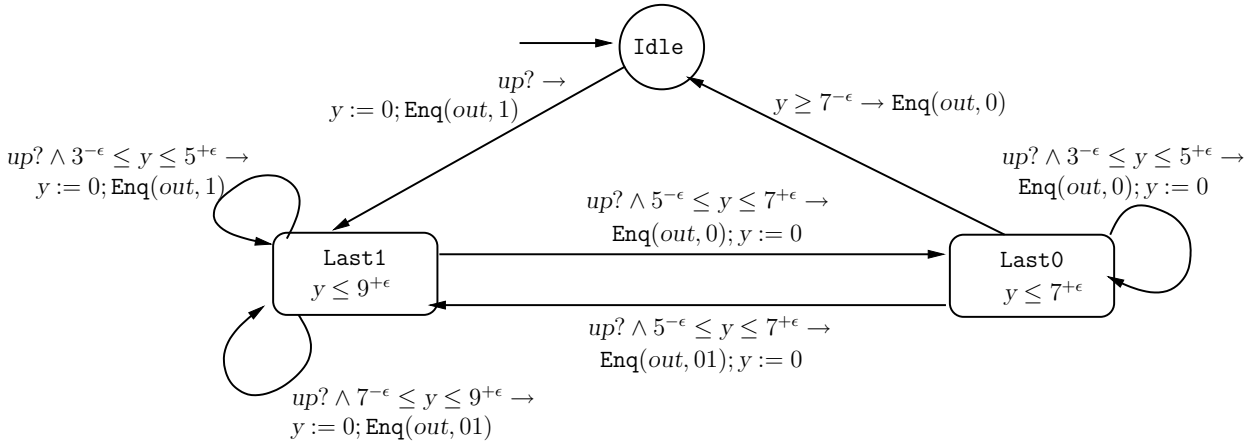 Idle
up? →
y := 0; Enq(out, 1)
y ≥ 7^{−ϵ} → Enq(out, 0)
up? ∧ 3^{−ϵ} ≤ y ≤ 5^{+ϵ} →
y := 0; Enq(out, 1)
up? ∧ 3^{−ϵ} ≤ y ≤ 5^{+ϵ} →
Enq(out, 0); y := 0
up? ∧ 5^{−ϵ} ≤ y ≤ 7^{+ϵ} →
Enq(out, 0); y := 0
Last1
y ≤ 9^{+ϵ}
Last0
y ≤ 7^{+ϵ}
up? ∧ 5^{−ϵ} ≤ y ≤ 7^{+ϵ} →
Enq(out, 01); y := 0
up? ∧ 7^{−ϵ} ≤ y ≤ 9^{+ϵ} →
y := 0; Enq(out, 01)